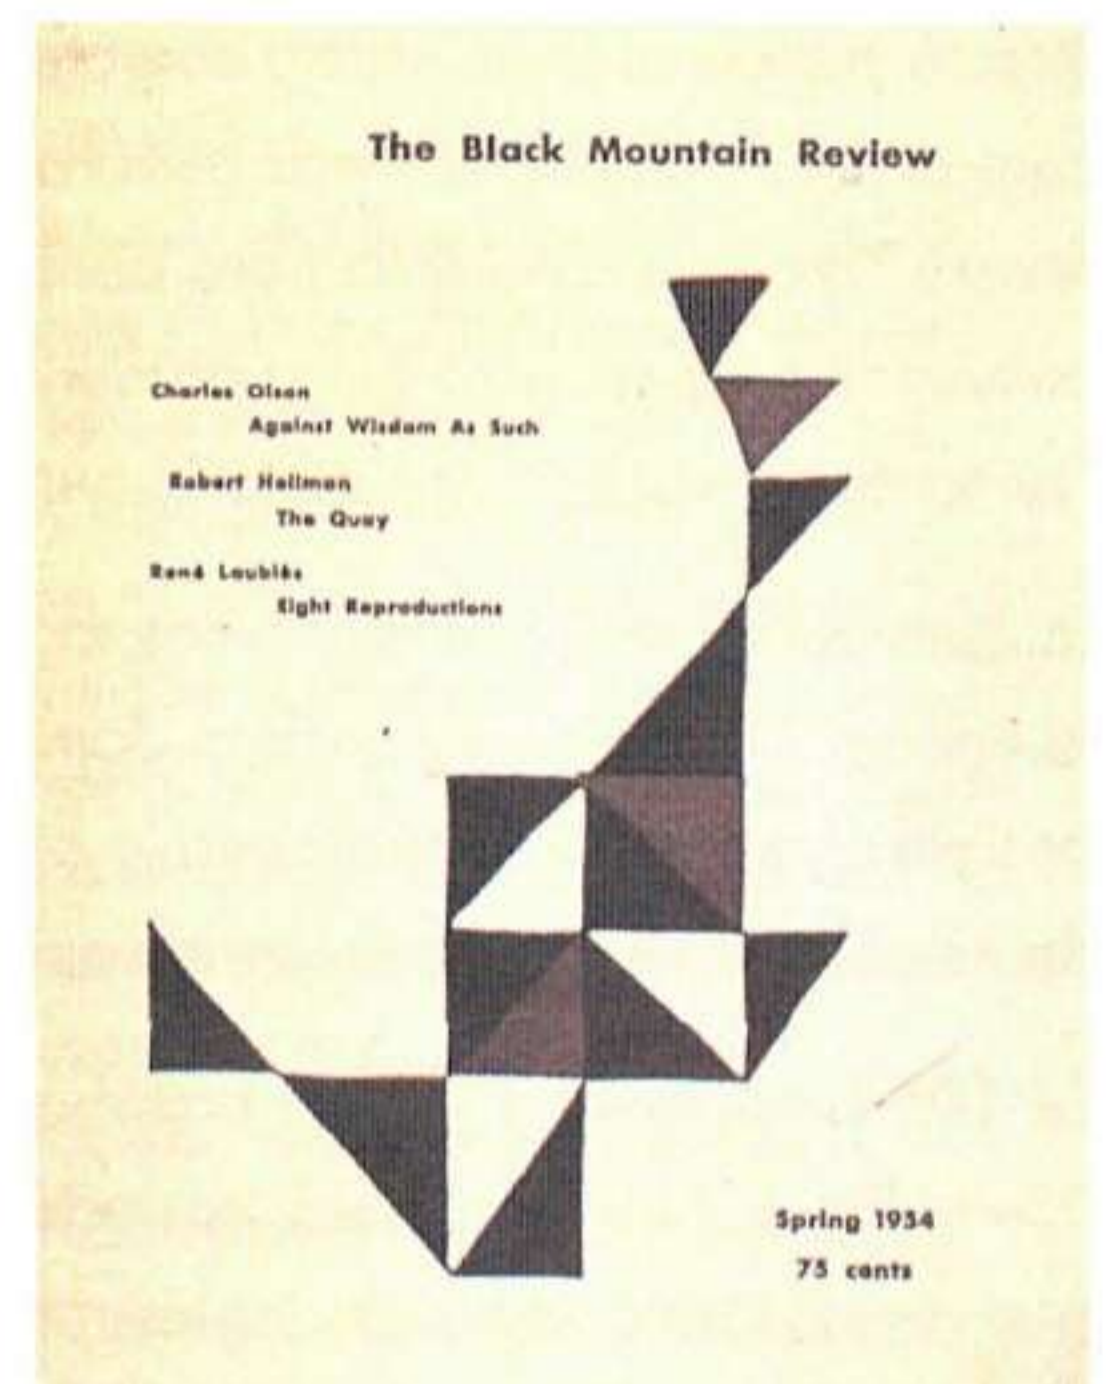 The Black Mountain Review
Charles Olson
Against Wisdom As Such
Robert Hellman
The Quay
René Laubiès
Eight Reproductions
Spring 1954
75 cents